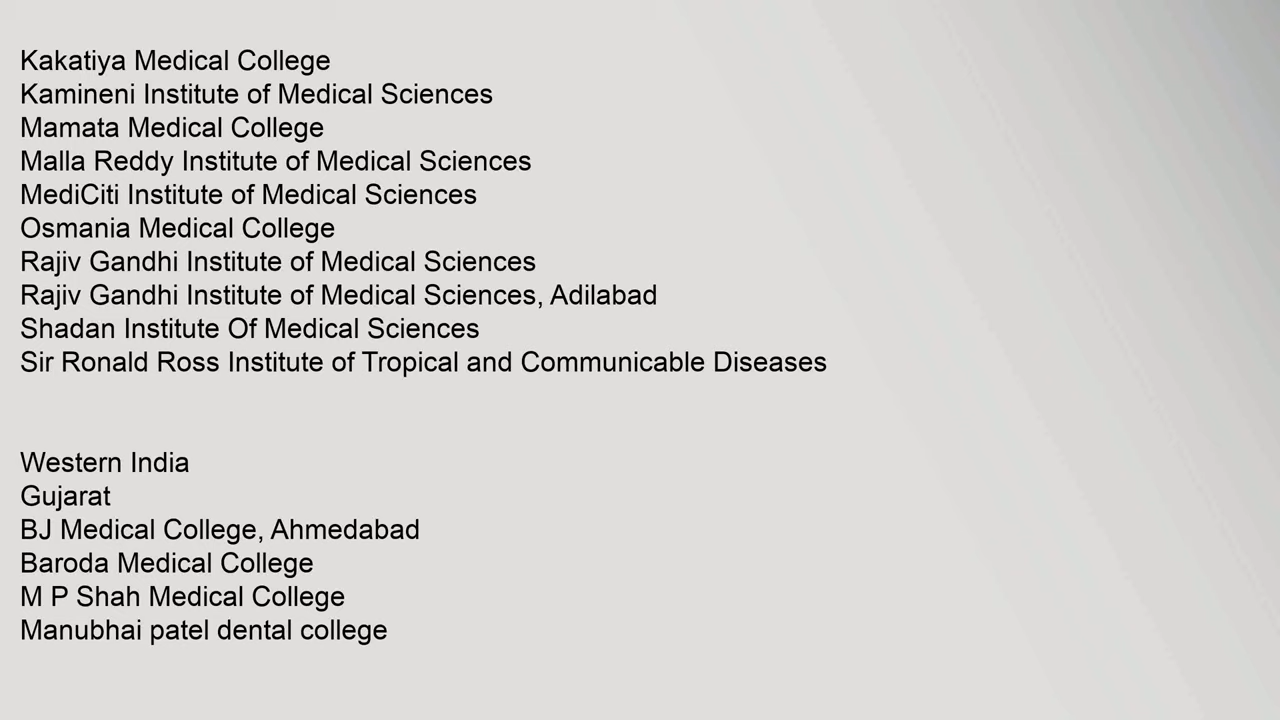 Kakatiya Medical College
Kamineni Institute of Medical Sciences
Mamata Medical College
Malla Reddy Institute of Medical Sciences
MediCiti Institute of Medical Sciences
Osmania Medical College
Rajiv Gandhi Institute of Medical Sciences
Rajiv Gandhi Institute of Medical Sciences, Adilabad
Shadan Institute Of Medical Sciences
Sir Ronald Ross Institute of Tropical and Communicable Diseases
Western India
Gujarat
BJ Medical College, Ahmedabad
Baroda Medical College
M P Shah Medical College
Manubhai patel dental college